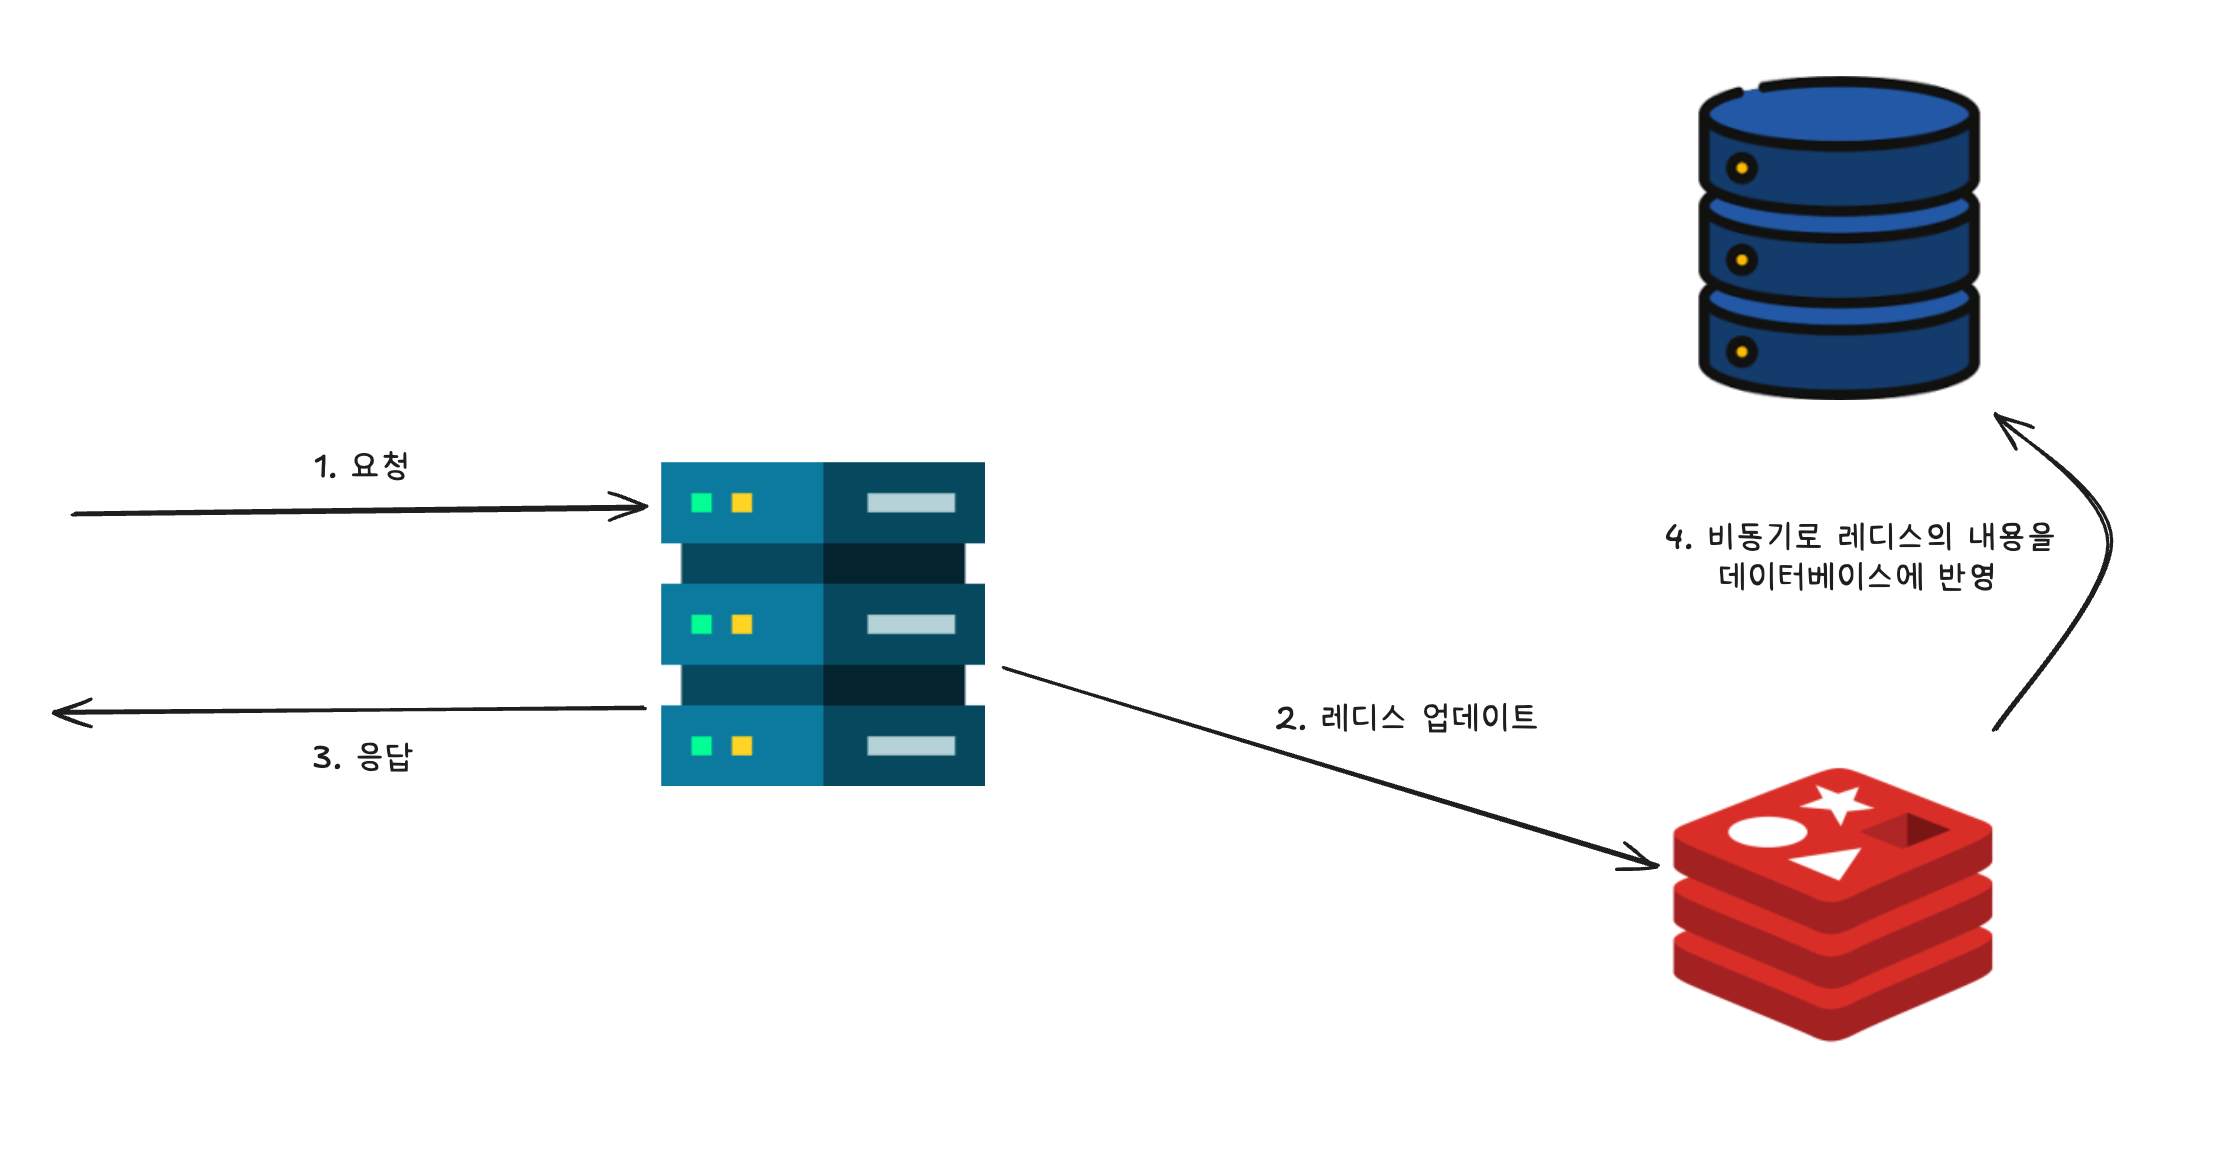 1. 요청
2. 레디스 업데이트
3. 응답
4. 비동기로 레디스의 내용을
데이터베이스에 반영